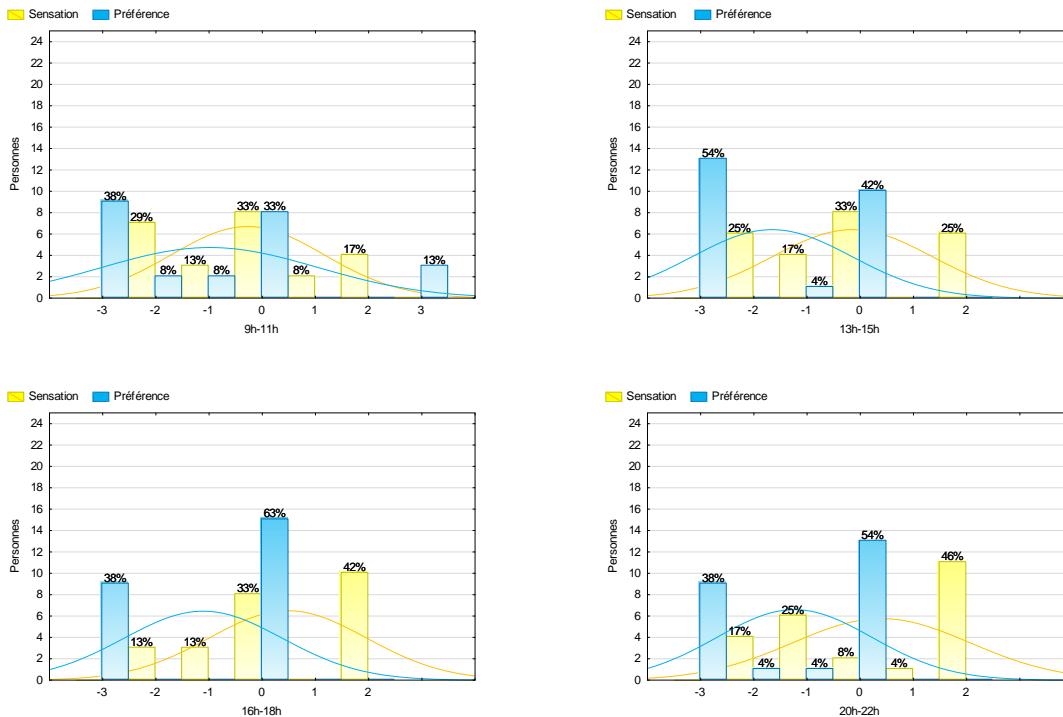 Sensation Préférence
24
22
20
18
16
14
12
10
8
6
4
2
0
Personnes
38% 29% 8% 13% 8% 33% 33% 8% 17% 13%
-3 -2 -1 0 1 2 3
9h-11h
Sensation Préférence
24
22
20
18
16
14
12
10
8
6
4
2
0
Personnes
54% 25% 17% 4% 33% 42% 25%
-3 -2 -1 0 1 2
13h-15h
Sensation Préférence
24
22
20
18
16
14
12
10
8
6
4
2
0
Personnes
38% 13% 13% 33% 63% 42%
-3 -2 -1 0 1 2
16h-18h
Sensation Préférence
24
22
20
18
16
14
12
10
8
6
4
2
0
Personnes
38% 17% 4% 25% 4% 8% 54% 4% 46%
-3 -2 -1 0 1 2
20h-22h